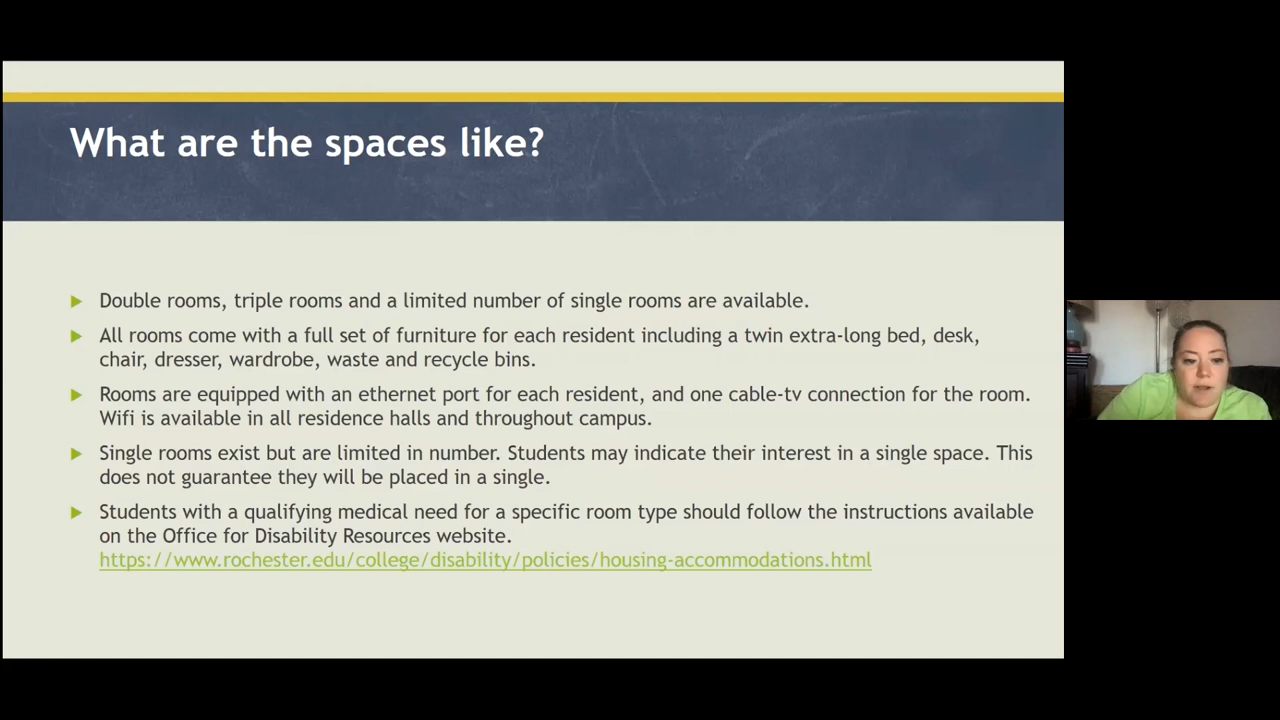 What are the spaces like?
Double rooms, triple rooms and a limited number of single rooms are available.
All rooms come with a full set of furniture for each resident including a twin extra-long bed, desk,
chair, dresser, wardrobe, waste and recycle bins.
Rooms are equipped with an ethernet port for each resident, and one cable-tv connection for the room.
Wifi is available in all residence halls and throughout campus.
Single rooms exist but are limited in number. Students may indicate their interest in a single space. This
does not guarantee they will be placed in a single.
Students with a qualifying medical need for a specific room type should follow the instructions available
on the Office for Disability Resources website.
https://www.rochester.edu/college/disability/policies/housing-accommodations.html